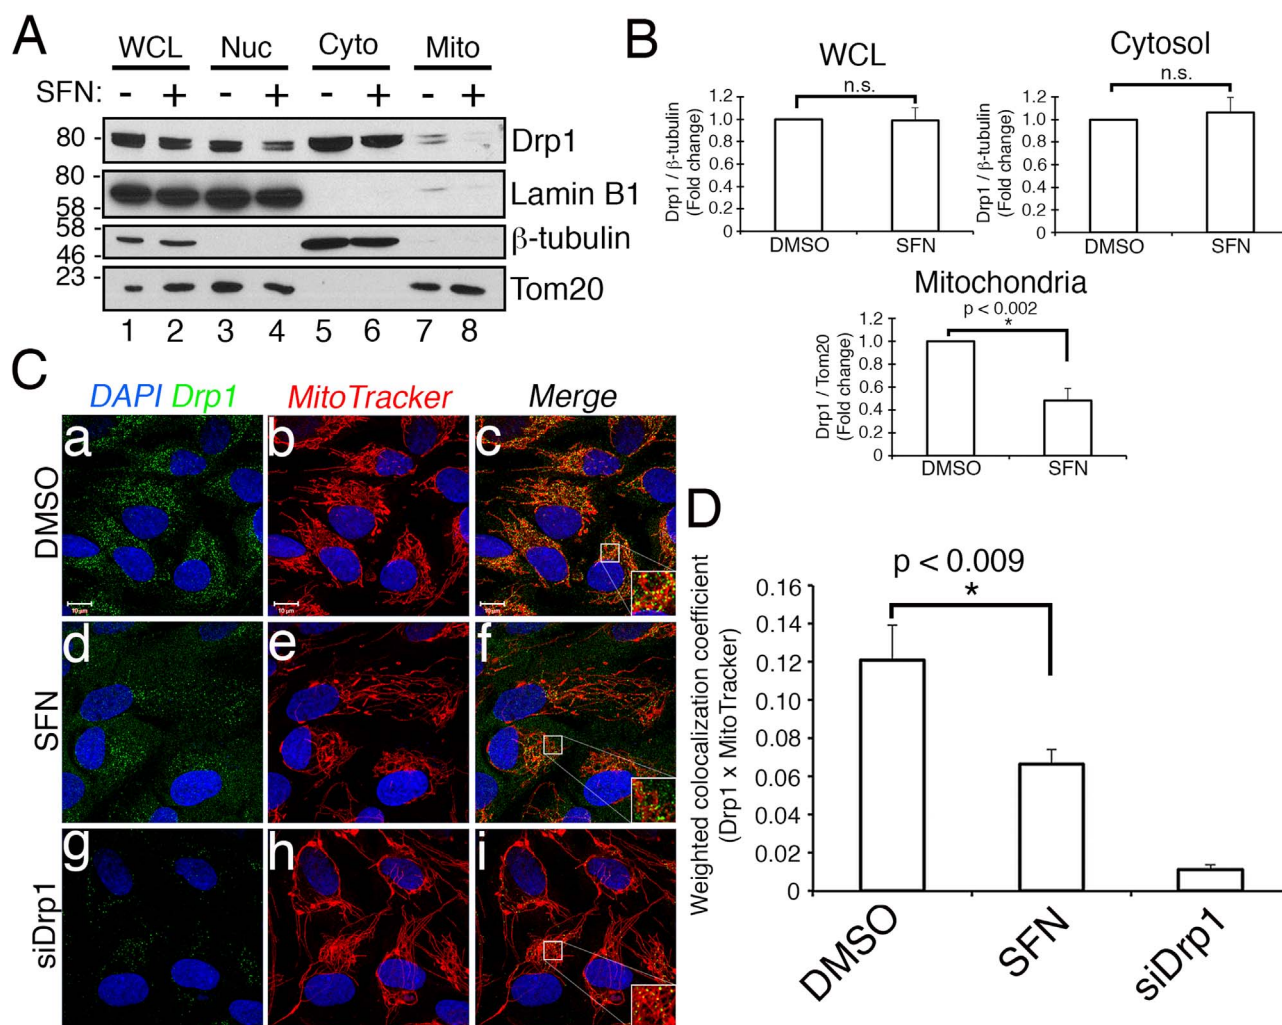 A
WCL Nuc Cyto Mito
SFN: - + - + - + - +
80 - Drp1
80 -
58 - Lamin B1
58 -
46 - β-tubulin
23 - Tom20
1 2 3 4 5 6 7 8
B
WCL
n.s.
Drp1 / β-tubulin
(Fold change)
1.2
1.0
0.8
0.6
0.4
0.2
0
DMSO SFN
Cytosol
n.s.
Drp1 / β-tubulin
(Fold change)
1.2
1.0
0.8
0.6
0.4
0.2
DMSO SFN
Mitochondria
p < 0.002
*
Drp1 / Tom20
(Fold change)
1.2
1.0
0.8
0.6
0.4
0.2
0
DMSO SFN
C
DAPI Drp1 MitoTracker Merge
DMSO
a b c
10 μm 10 μm 10 μm
SFN
d e f
siDrp1
g h i
D
p < 0.009
*
Weighted colocalization coefficient
(Drp1 x MitoTracker)
0.16
0.14
0.12
0.10
0.08
0.06
0.04
0.02
0
DMSO SFN siDrp1